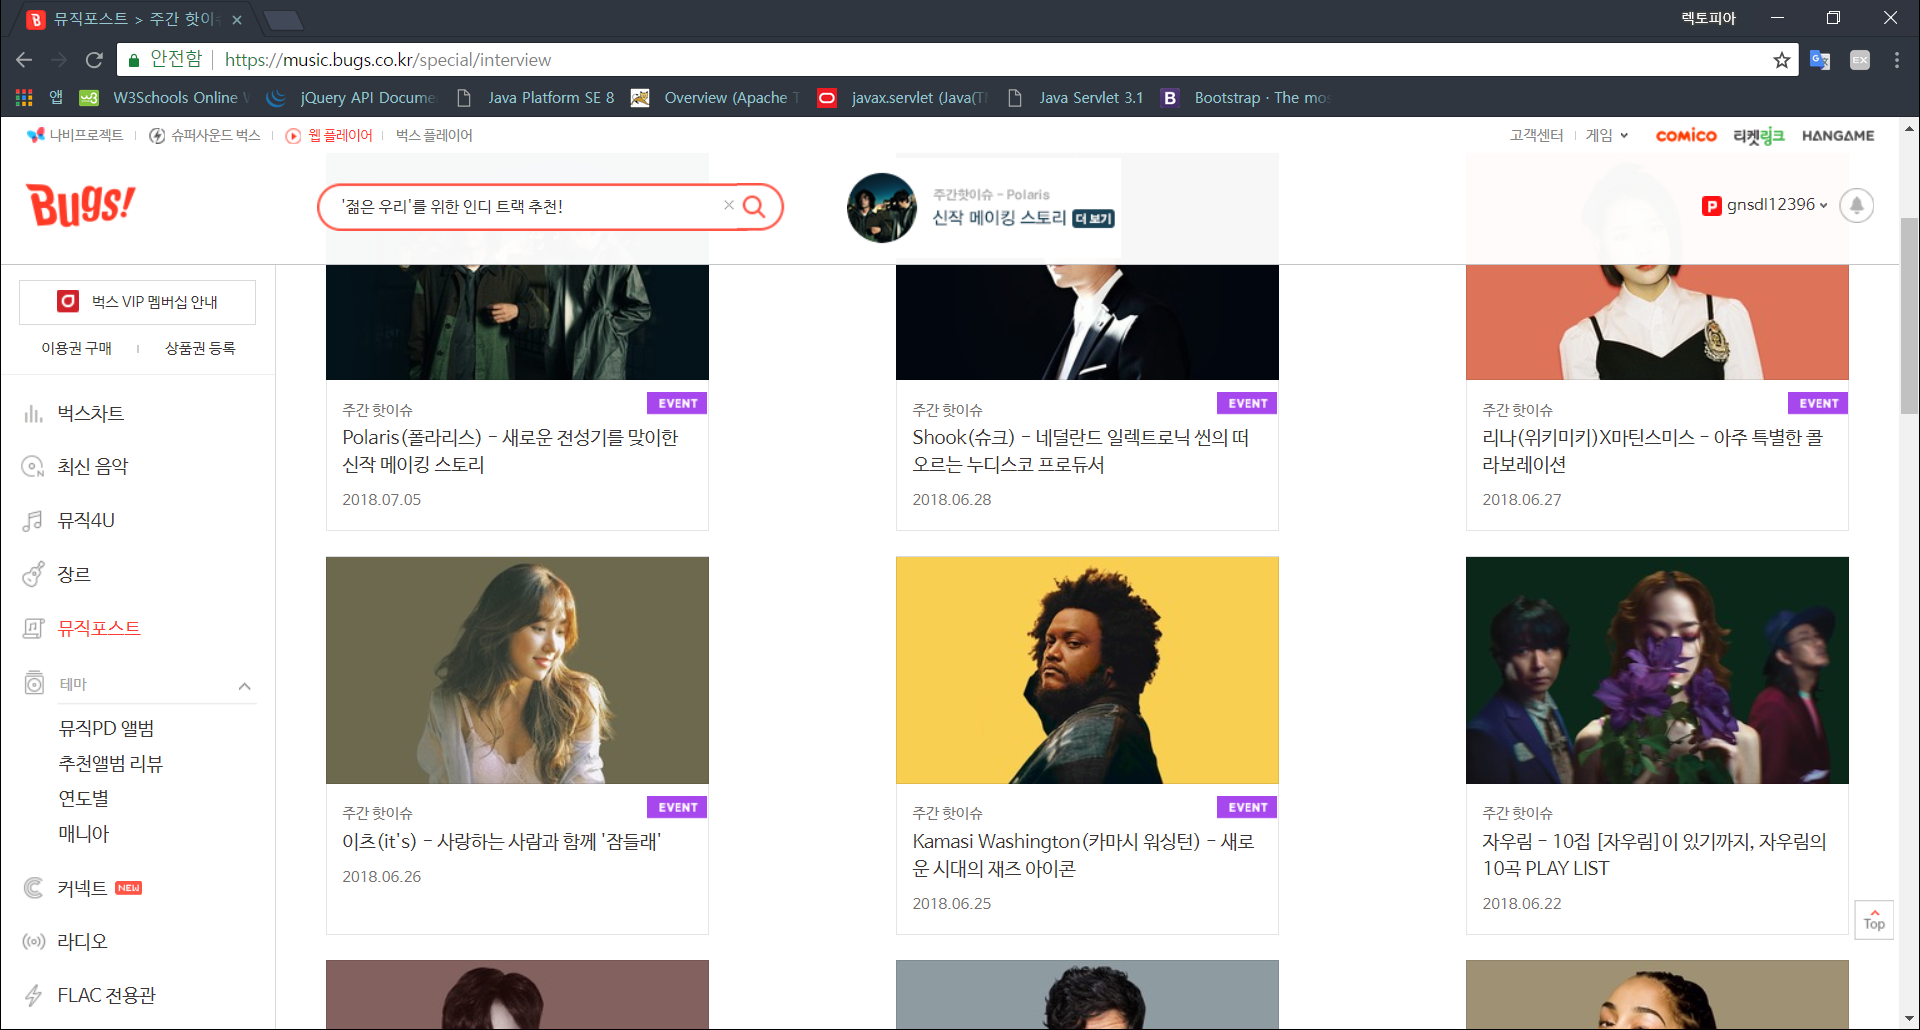 뮤직포스트 > 주간 핫이
렉토피아
안전함 https://music.bugs.co.kr/special/interview
앱 W3Schools Online jQuery API Docume Java Platform SE 8 Overview (Apache javax.servlet (Java(T Java Servlet 3.1 Bootstrap · The mos
나비프로젝트 슈퍼사운드 벅스 웹 플레이어 벅스 플레이어
고객센터 게임 COMICO 티켓링크 HANGAME
Bugs!
'젊은 우리'를 위한 인디 트랙 추천!
주간핫이슈 - Polaris
신작 메이킹 스토리 더 보기
gnsdl12396
벅스 VIP 멤버십 안내
이용권 구매 상품권 등록
벅스차트
최신 음악
뮤직4U
장르
뮤직포스트
테마
뮤직PD 앨범
추천앨범 리뷰
연도별
매니아
커넥트 NEW
라디오
FLAC 전용관
EVENT
주간 핫이슈
Polaris(폴라리스) - 새로운 전성기를 맞이한
신작 메이킹 스토리
2018.07.05
EVENT
주간 핫이슈
Shook(슈크) - 네덜란드 일렉트로닉 씬의 떠
오르는 누디스코 프로듀서
2018.06.28
EVENT
주간 핫이슈
리나(위키미키)X마틴스미스 - 아주 특별한 콜
라보레이션
2018.06.27
EVENT
주간 핫이슈
이츠(it's) - 사랑하는 사람과 함께 '잠들래'
2018.06.26
EVENT
주간 핫이슈
Kamasi Washington(카마시 워싱턴) - 새로
운 시대의 재즈 아이콘
2018.06.25
주간 핫이슈
자우림 - 10집 [자우림]이 있기까지, 자우림의
10곡 PLAY LIST
2018.06.22
Top